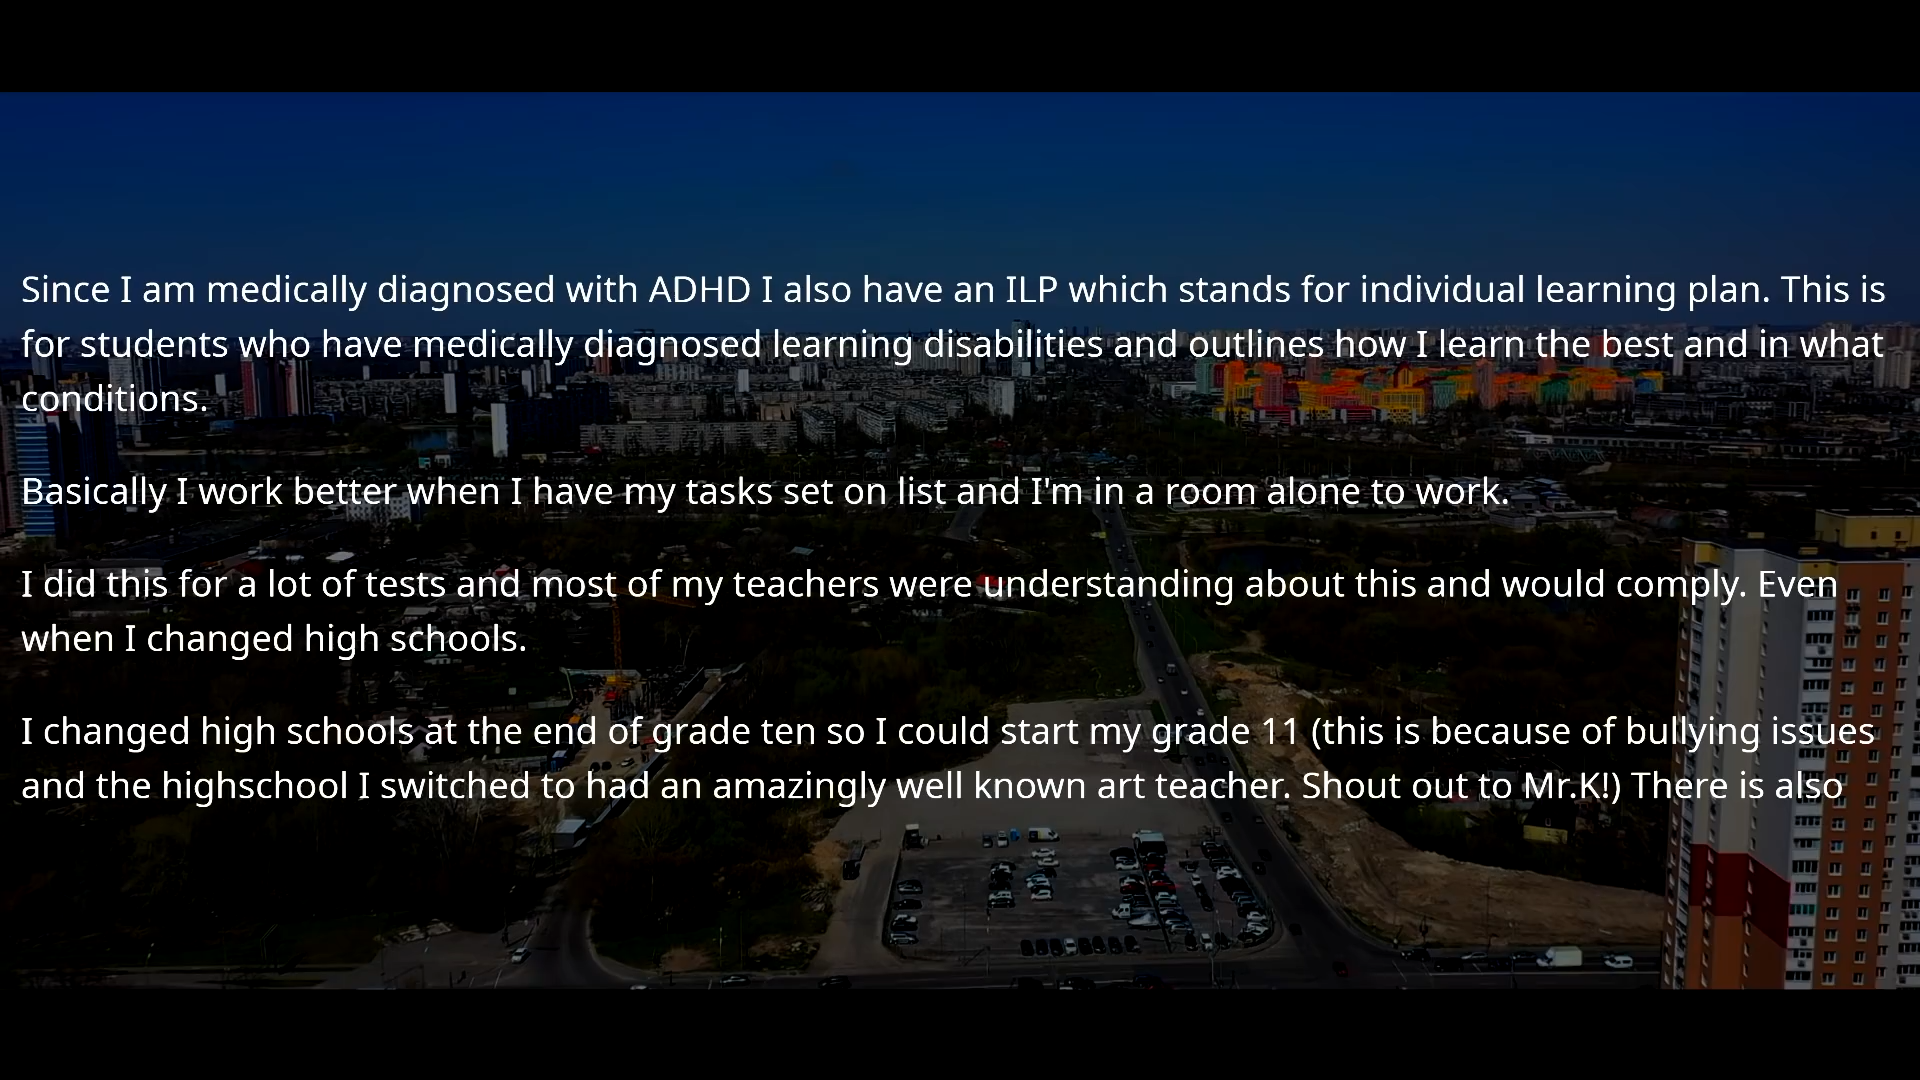 Since I am medically diagnosed with ADHD I also have an ILP which stands for individual learning plan. This is
for students who have medically diagnosed learning disabilities and outlines how I learn the best and in what
conditions.
Basically I work better when I have my tasks set on list and I'm in a room alone to work.
I did this for a lot of tests and most of my teachers were understanding about this and would comply. Even
when I changed high schools.
I changed high schools at the end of grade ten so I could start my grade 11 (this is because of bullying issues
and the highschool I switched to had an amazingly well known art teacher. Shout out to Mr.K!) There is also